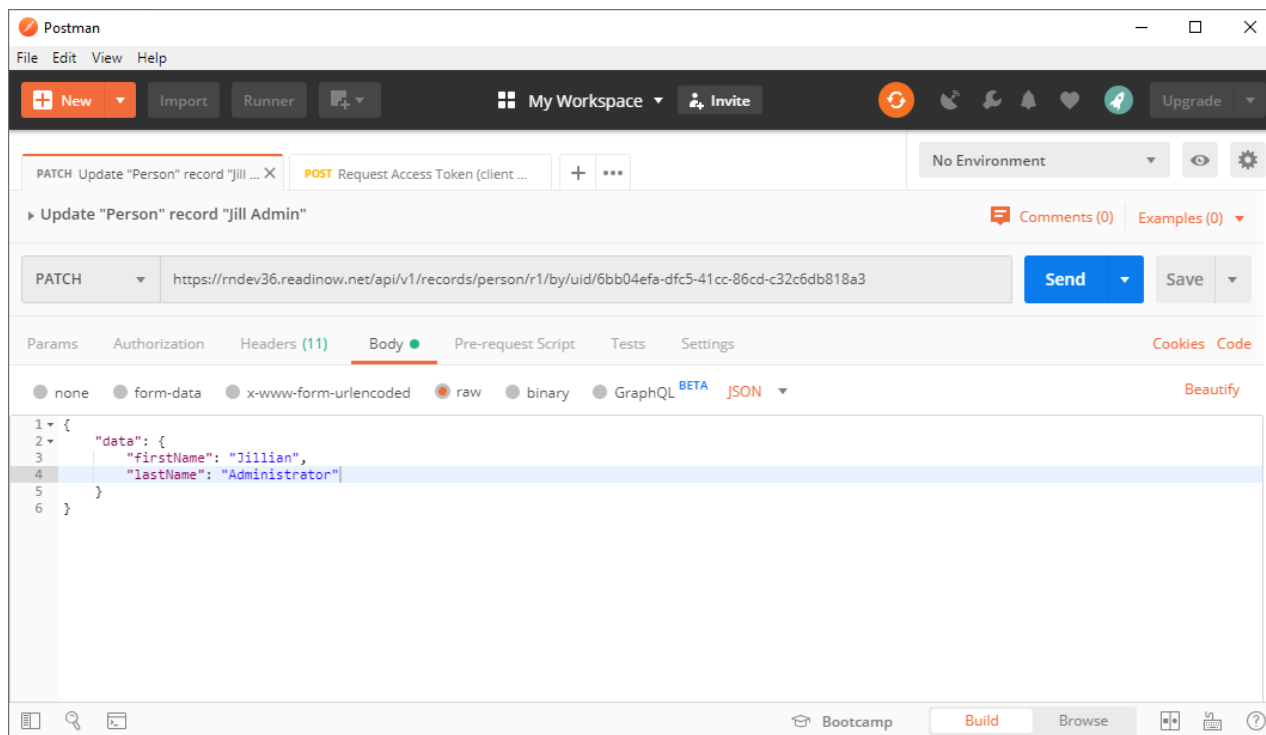 Postman
File Edit View Help
New Import Runner My Workspace Invite Upgrade
PATCH Update "Person" record "Jill ... POST Request Access Token (client ... No Environment
Update "Person" record "Jill Admin" Comments (0) Examples (0)
PATCH https://rndev36.readinow.net/api/v1/records/person/r1/by/uid/6bb04efa-dfc5-41cc-86cd-c32c6db818a3 Send Save
Params Authorization Headers (11) Body Pre-request Script Tests Settings Cookies Code
none form-data x-www-form-urlencoded raw binary GraphQL BETA JSON Beautify
1 {
2 "data": {
3 "firstName": "Jillian",
4 "lastName": "Administrator"
5 }
6 }
Bootcamp Build Browse